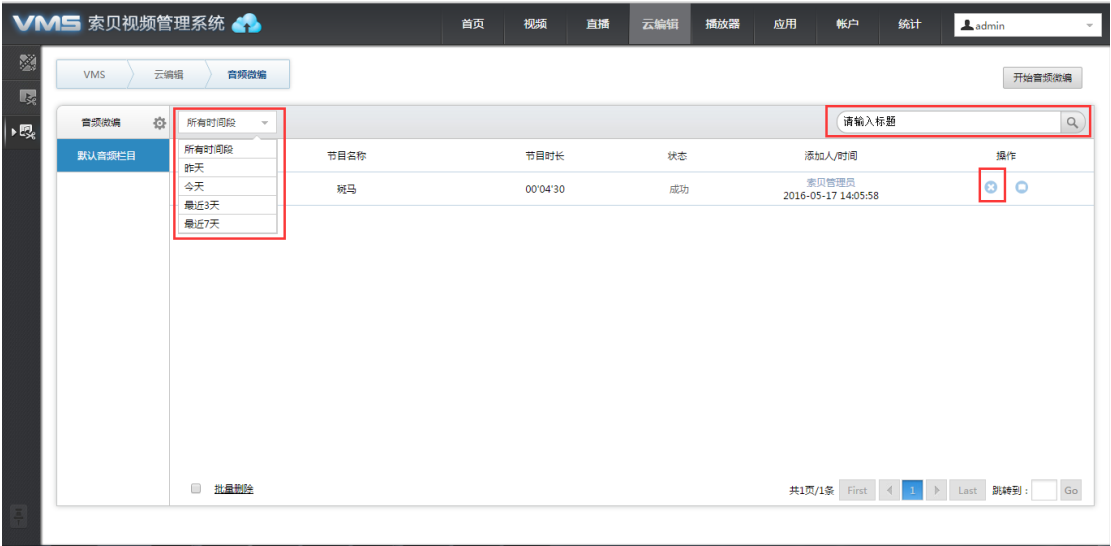 VMS 索贝视频管理系统
首页 视频 直播 云编辑 播放器 应用 帐户 统计 admin
VMS 云编辑 音频微编
开始音频微编
音频微编 所有时间段 请输入标题
默认音频栏目
所有时间段
昨天
今天
最近3天
最近7天
节目名称 节目时长 状态 添加人/时间 操作
斑马 00'04'30 成功 索贝管理员
2016-05-17 14:05:58
批量删除 共1页/1条 First 1 Last 跳转到： Go